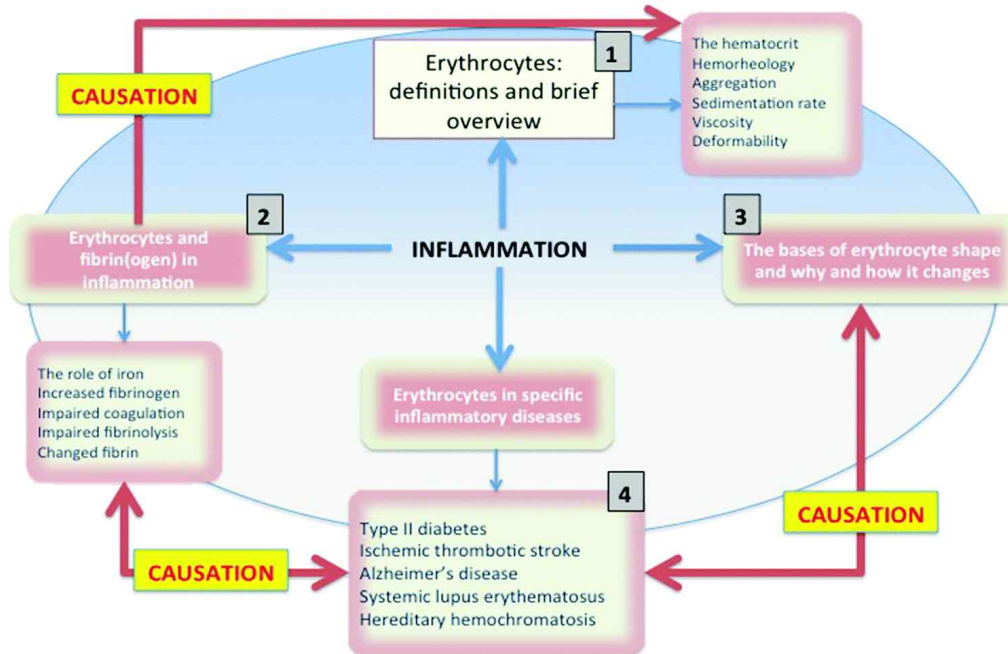 1
Erythrocytes:
definitions and brief
overview
The hematocrit
Hemorheology
Aggregation
Sedimentation rate
Viscosity
Deformability
CAUSATION
2
Erythrocytes and
fibrin(ogen) in
inflammation
INFLAMMATION
3
The bases of erythrocyte shape
and why and how it changes
The role of iron
Increased fibrinogen
Impaired coagulation
Impaired fibrinolysis
Changed fibrin
Erythrocytes in specific
inflammatory diseases
4
Type II diabetes
Ischemic thrombotic stroke
Alzheimer's disease
Systemic lupus erythematosus
Hereditary hemochromatosis
CAUSATION
CAUSATION